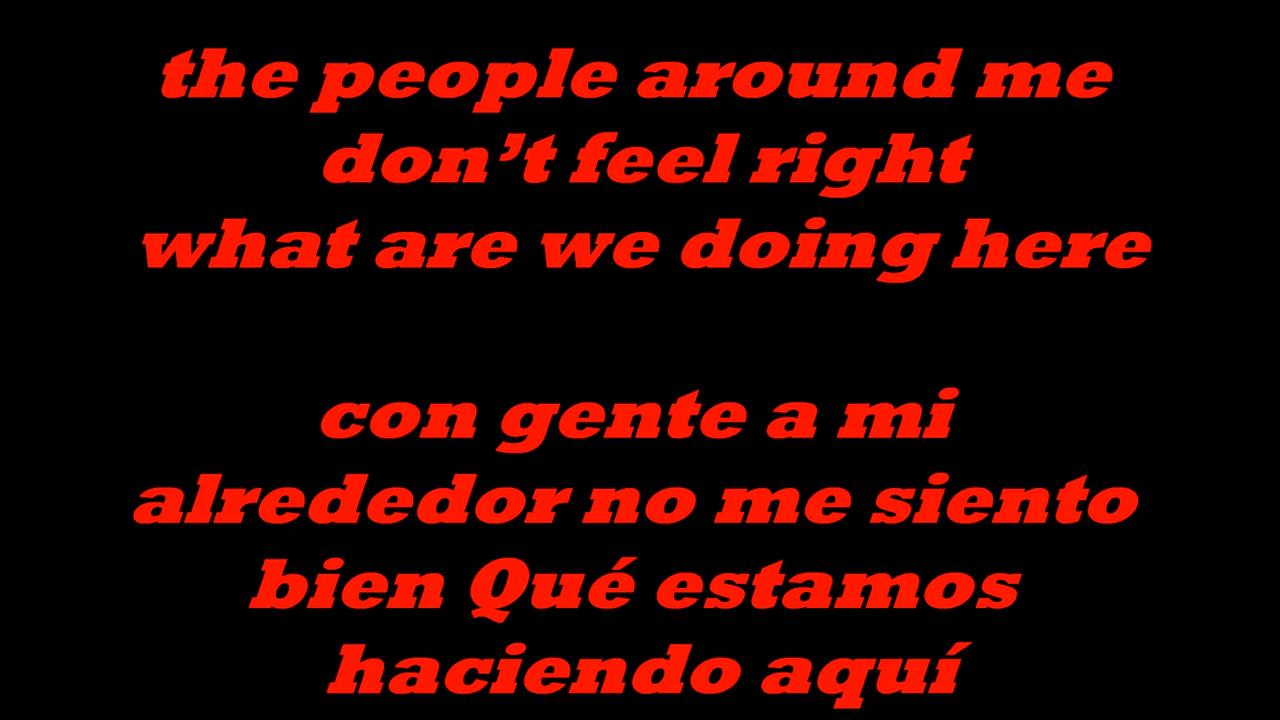 the people around me
don’t feel right
what are we doing here
con gente a mi
alrededor no me siento
bien Qué estamos
haciendo aquí